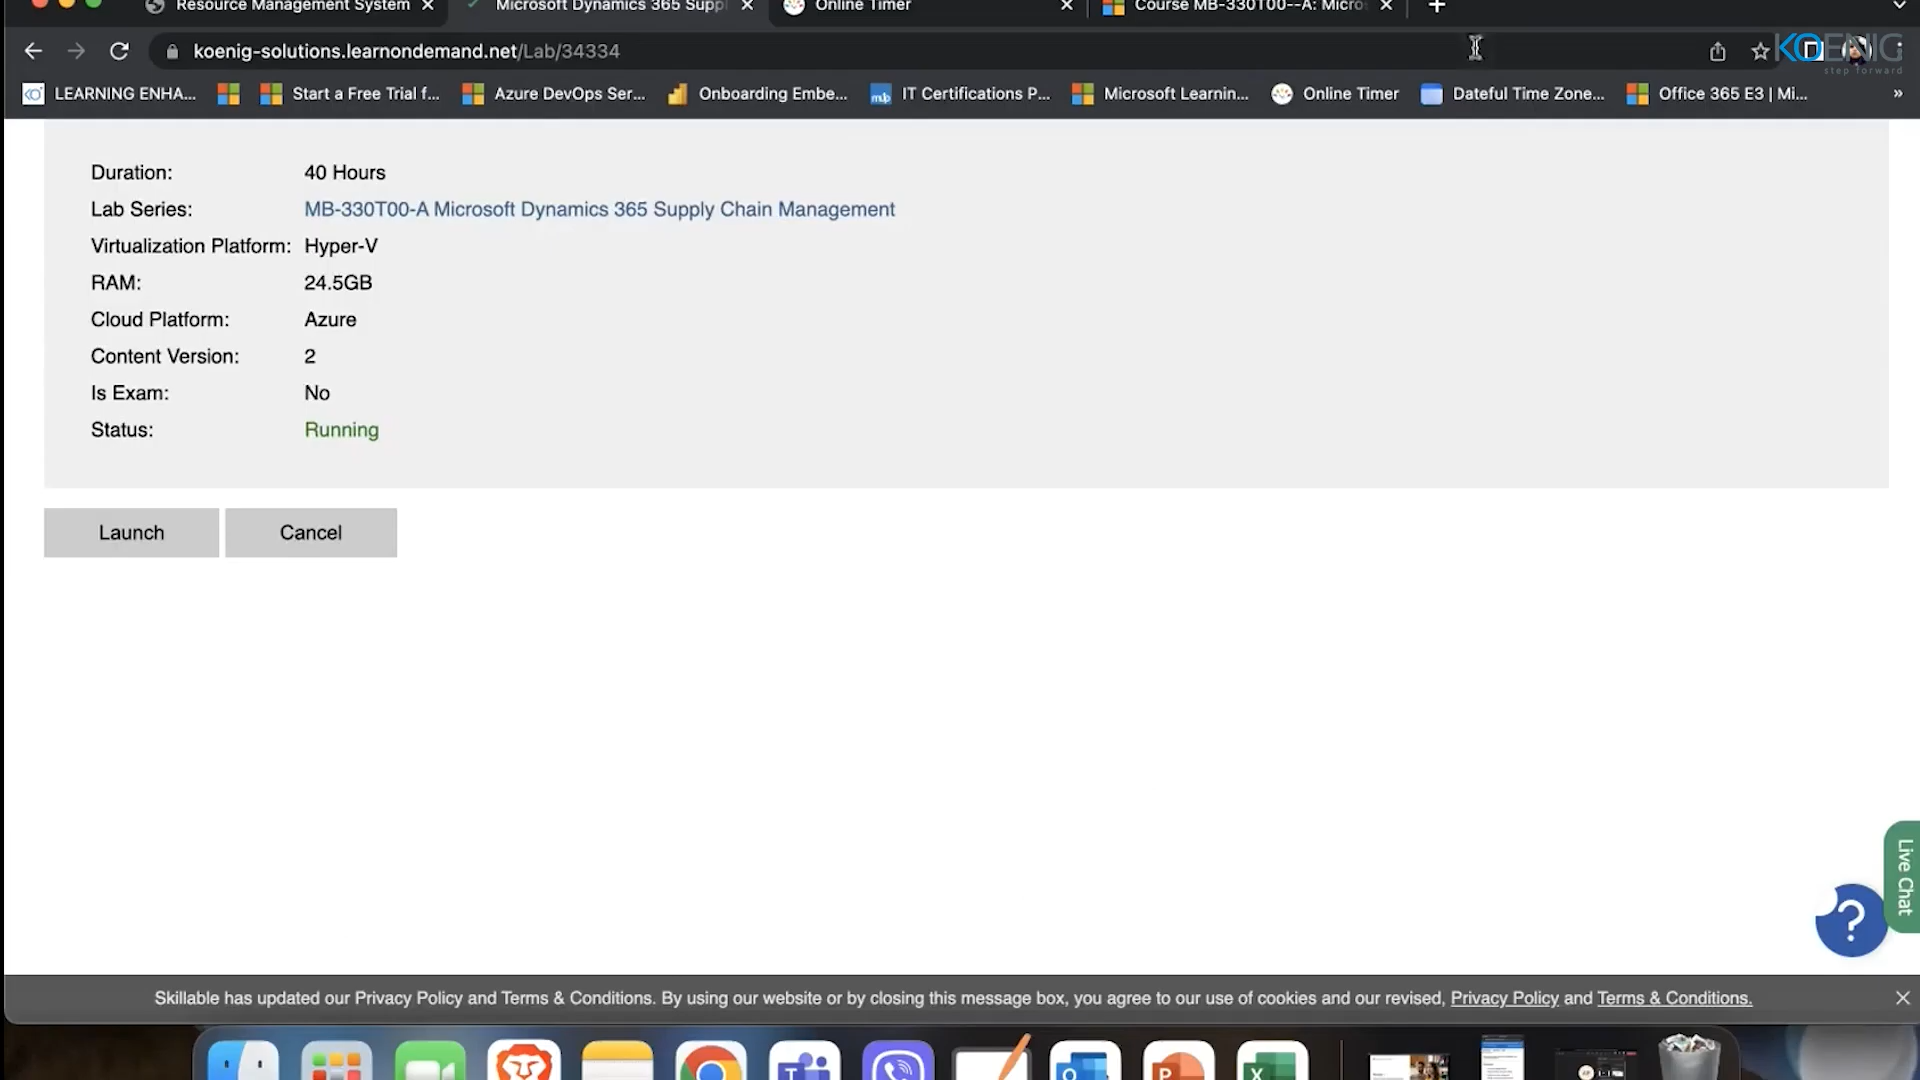 Resource Management System
Microsoft Dynamics 365 Suppl
Online Timer
Course MB-330T00--A: Micro
koenig-solutions.learnondemand.net/Lab/34334
KOENIG
step forward
LEARNING ENHA...
Start a Free Trial f...
Azure DevOps Ser...
Onboarding Embe...
IT Certifications P...
Microsoft Learnin...
Online Timer
Dateful Time Zone...
Office 365 E3 | Mi...
»
Duration: 40 Hours
Lab Series: MB-330T00-A Microsoft Dynamics 365 Supply Chain Management
Virtualization Platform: Hyper-V
RAM: 24.5GB
Cloud Platform: Azure
Content Version: 2
Is Exam: No
Status: Running
Launch
Cancel
Live Chat
?
Skillable has updated our Privacy Policy and Terms & Conditions. By using our website or by closing this message box, you agree to our use of cookies and our revised, Privacy Policy and Terms & Conditions.